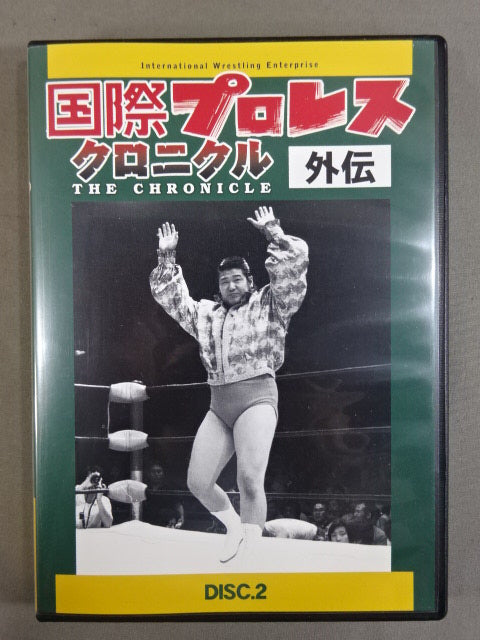 International Wrestling Enterprise
国際プロレス
クロニクル
外伝
THE CHRONICLE
DISC.2